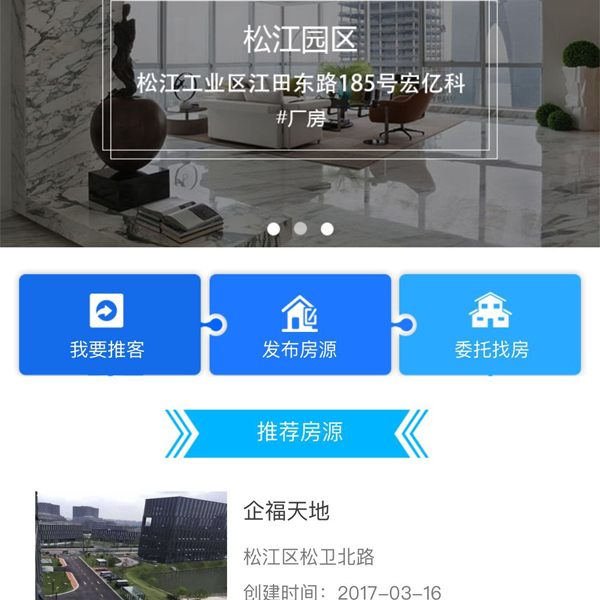 松江园区
松江工业区江田东路185号宏亿科
#厂房
我要推客
发布房源
委托找房
推荐房源
企福天地
松江区松卫北路
创建时间：2017-03-16